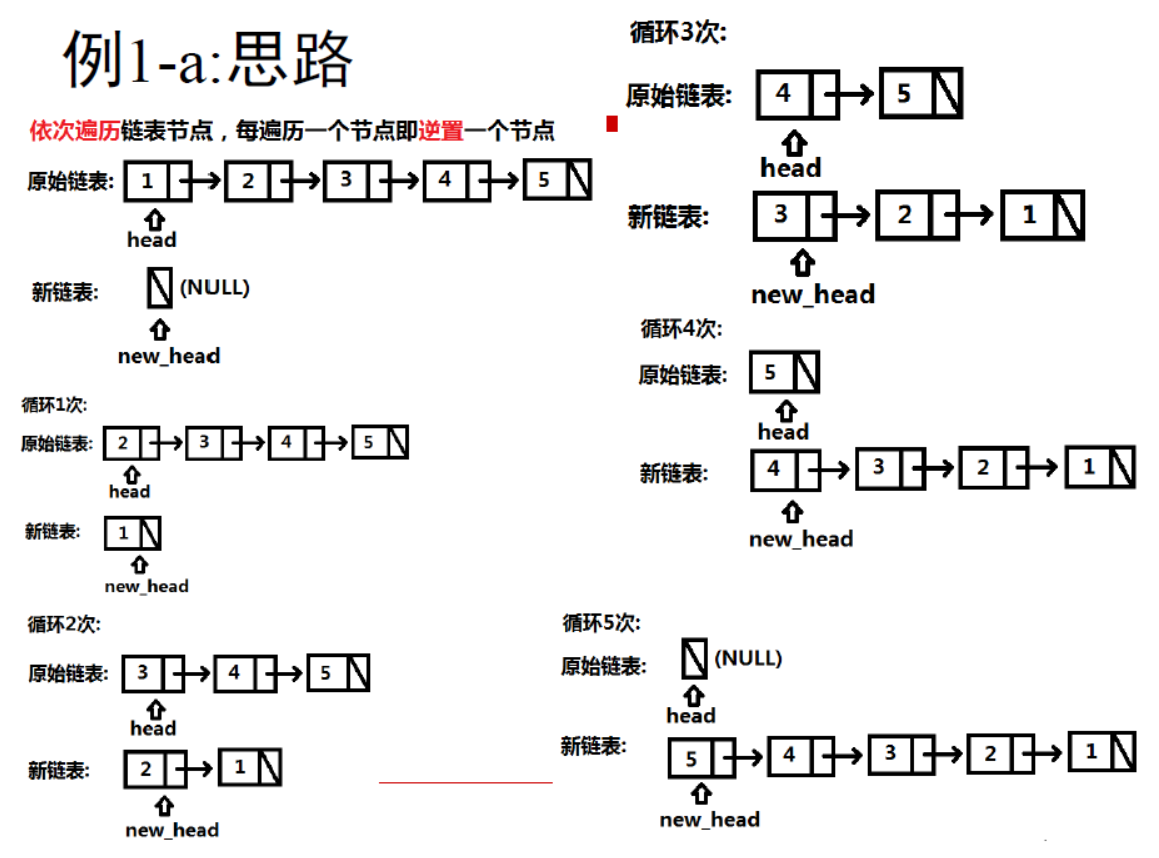 例1-a:思路
依次遍历链表节点，每遍历一个节点即逆置一个节点
原始链表: 1 2 3 4 5
head
新链表: (NULL)
new_head
循环1次:
原始链表: 2 3 4 5
head
新链表: 1
new_head
循环2次:
原始链表: 3 4 5
head
新链表: 2 1
new_head
循环3次:
原始链表: 4 5
head
新链表: 3 2 1
new_head
循环4次:
原始链表: 5
head
新链表: 4 3 2 1
new_head
循环5次:
原始链表: (NULL)
head
新链表: 5 4 3 2 1
new_head